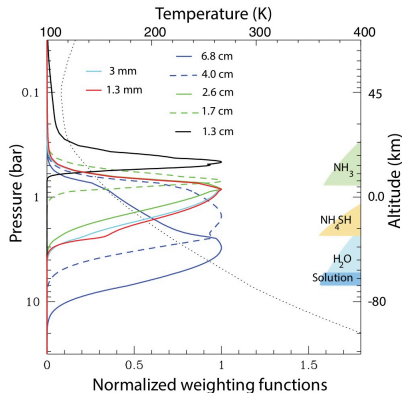 Temperature (K)
100
200
300
400
3 mm
1.3 mm
6.8 cm
4.0 cm
2.6 cm
1.7 cm
1.3 cm
Pressure (bar)
0.1
1
10
Altitude (km)
45
0.0
-80
NH3
NH4SH
H2O
Solution
0
0.5
1
1.5
Normalized weighting functions